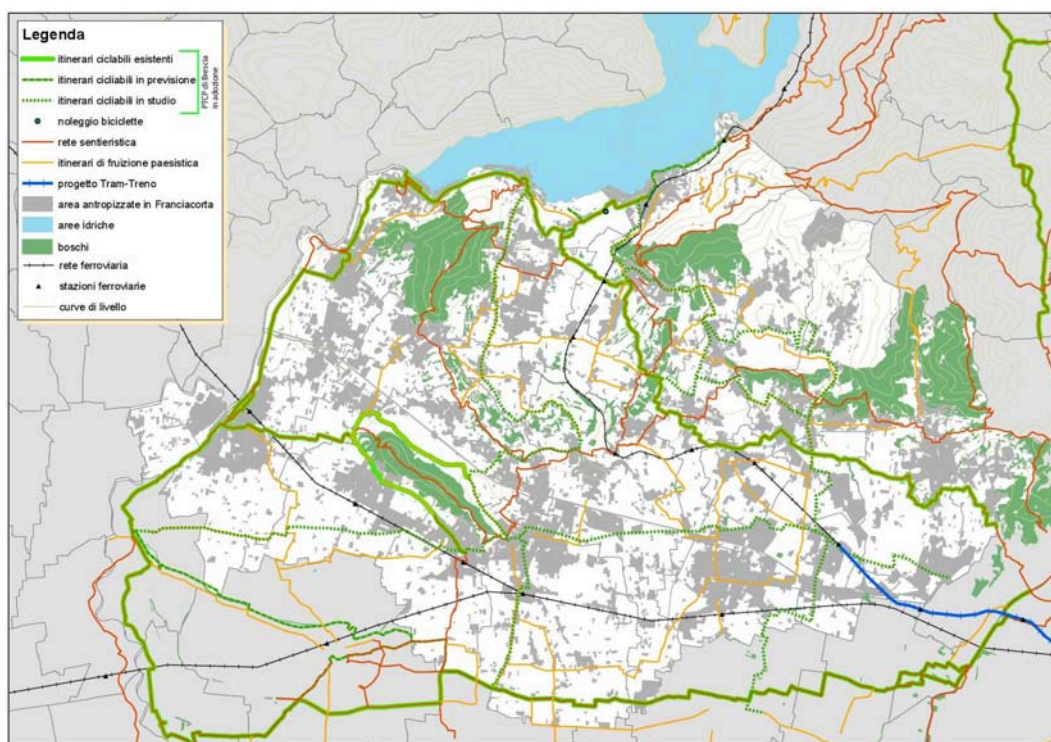 Legenda
itinerari ciclabili esistenti
itinerari cicliabili in previsione
itinerari cicliabili in studio
PTCP di Brescia
in adozione
noleggio biciclette
rete sentieristica
itinerari di fruizione paesistica
progetto Tram-Treno
area antropizzate in Franciacorta
aree idriche
boschi
rete ferroviaria
stazioni ferroviarie
curve di livello